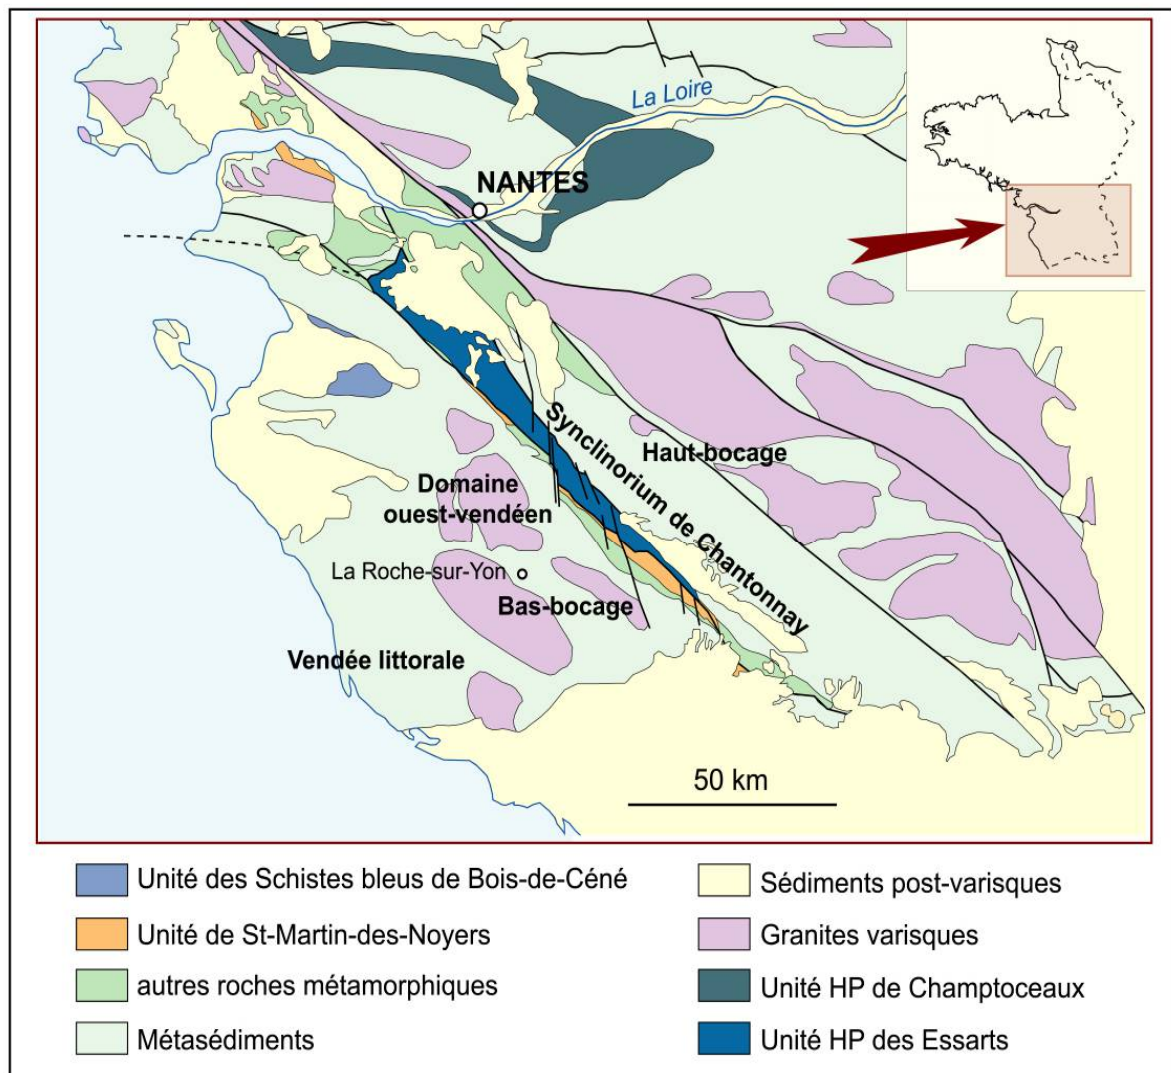 La Loire
NANTES
Synclinorium de Chantonnay
Haut-bocage
Domaine
ouest-vendéen
La Roche-sur-Yon
Bas-bocage
Vendée littorale
50 km
Unité des Schistes bleus de Bois-de-Céné
Unité de St-Martin-des-Noyers
autres roches métamorphiques
Métasédiments
Sédiments post-varisques
Granites varisques
Unité HP de Champtoceaux
Unité HP des Essarts